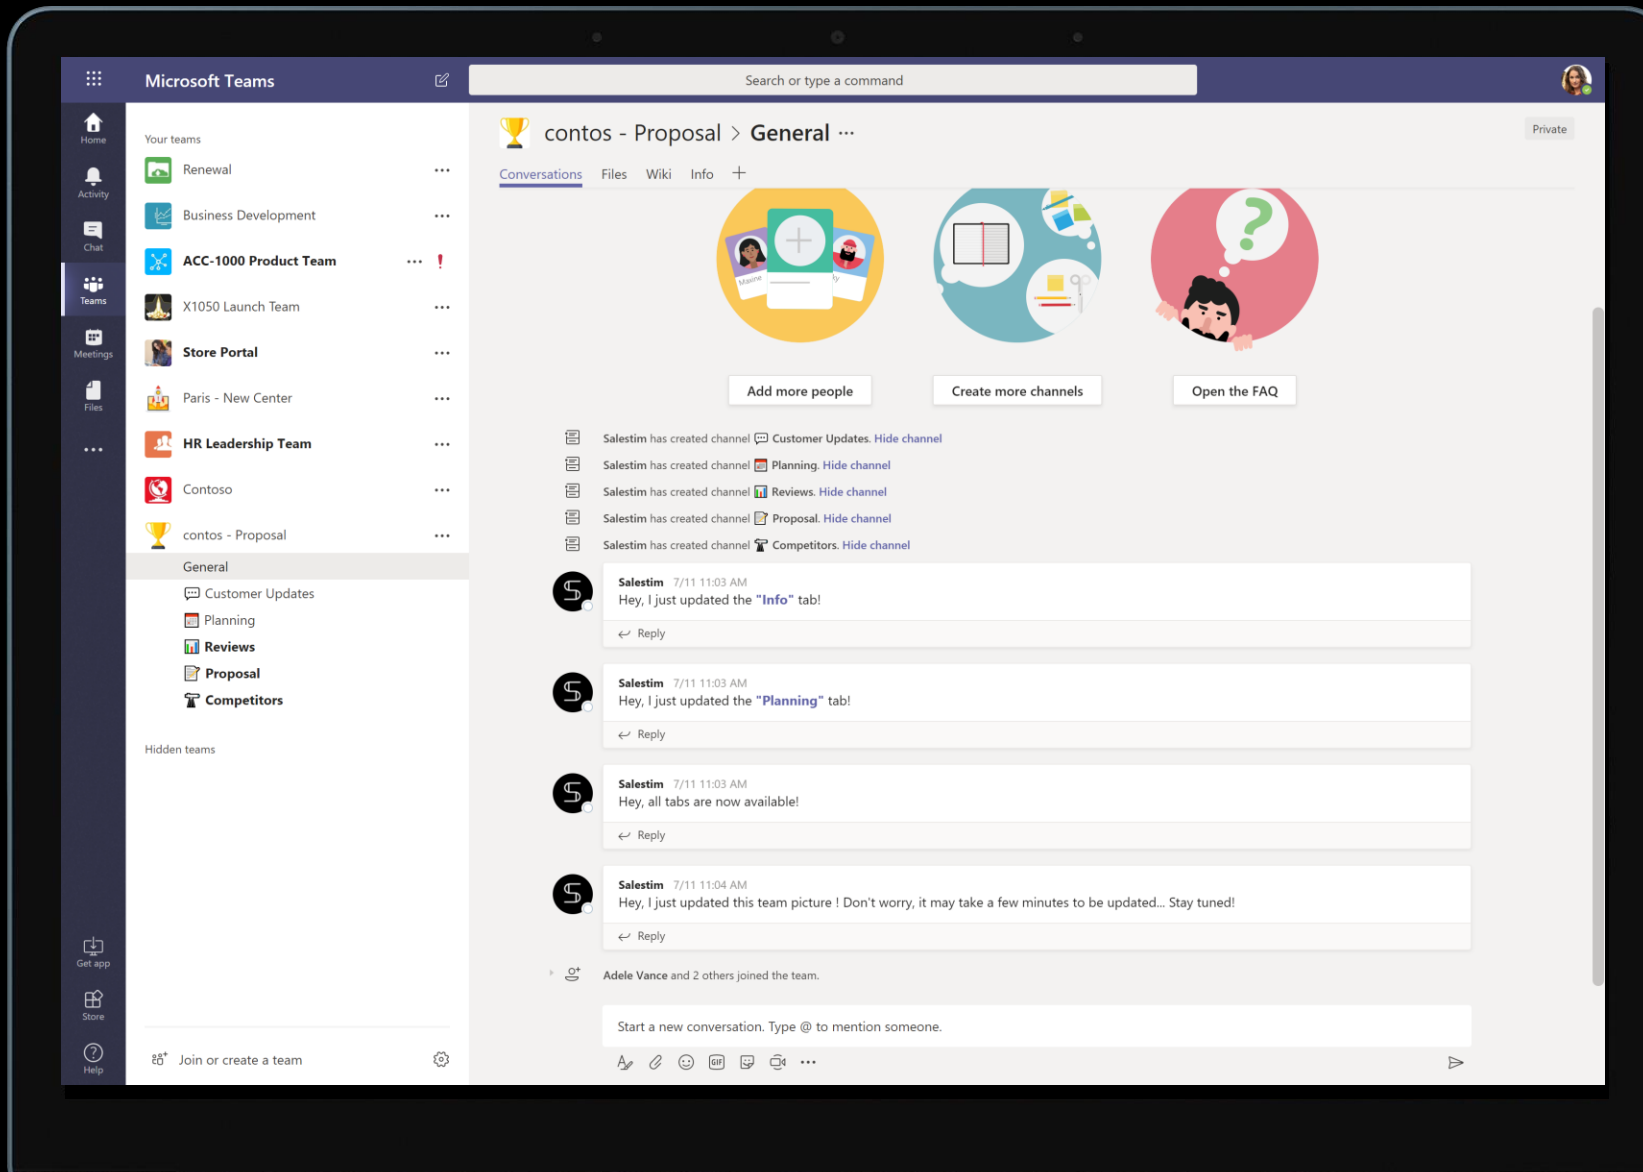 Microsoft Teams
Search or type a command
Home
Activity
Chat
Teams
Meetings
Files
Get app
Store
Help
Your teams
Renewal
Business Development
ACC-1000 Product Team
X1050 Launch Team
Store Portal
Paris - New Center
HR Leadership Team
Contoso
contos - Proposal
General
Customer Updates
Planning
Reviews
Proposal
Competitors
Hidden teams
Join or create a team
contos - Proposal > General
Private
Conversations Files Wiki Info
Maxine
Add more people
Create more channels
Open the FAQ
Salestim has created channel Customer Updates. Hide channel
Salestim has created channel Planning. Hide channel
Salestim has created channel Reviews. Hide channel
Salestim has created channel Proposal. Hide channel
Salestim has created channel Competitors. Hide channel
Salestim 7/11 11:03 AM
Hey, I just updated the "Info" tab!
Reply
Salestim 7/11 11:03 AM
Hey, I just updated the "Planning" tab!
Reply
Salestim 7/11 11:03 AM
Hey, all tabs are now available!
Reply
Salestim 7/11 11:04 AM
Hey, I just updated this team picture ! Don't worry, it may take a few minutes to be updated... Stay tuned!
Reply
Adele Vance and 2 others joined the team.
Start a new conversation. Type @ to mention someone.
GIF